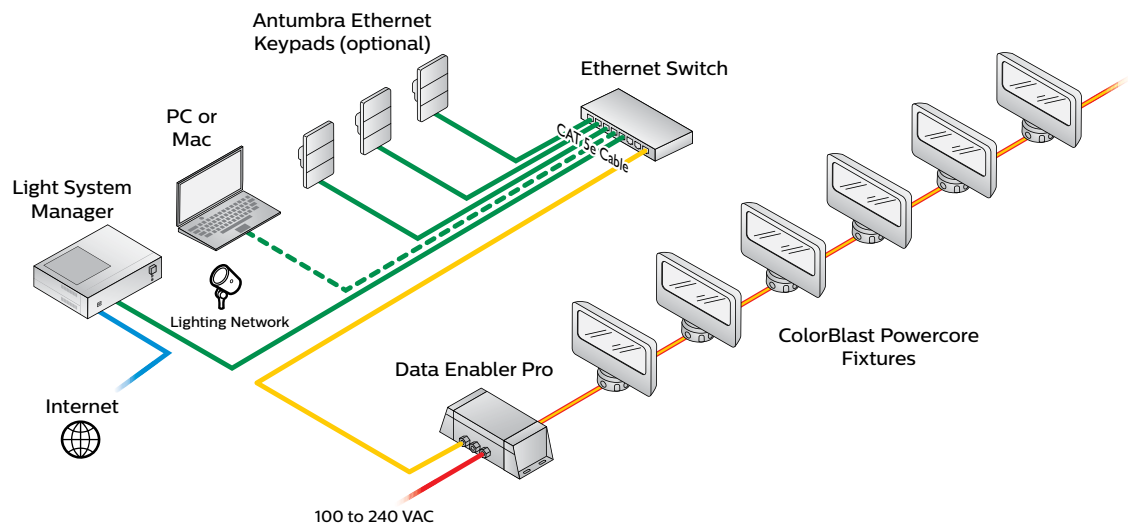 Antumbra Ethernet
Keypads (optional)
Ethernet Switch
PC or
Mac
CAT 5e Cable
Light System
Manager
Lighting Network
ColorBlast Powercore
Fixtures
Data Enabler Pro
Internet
100 to 240 VAC